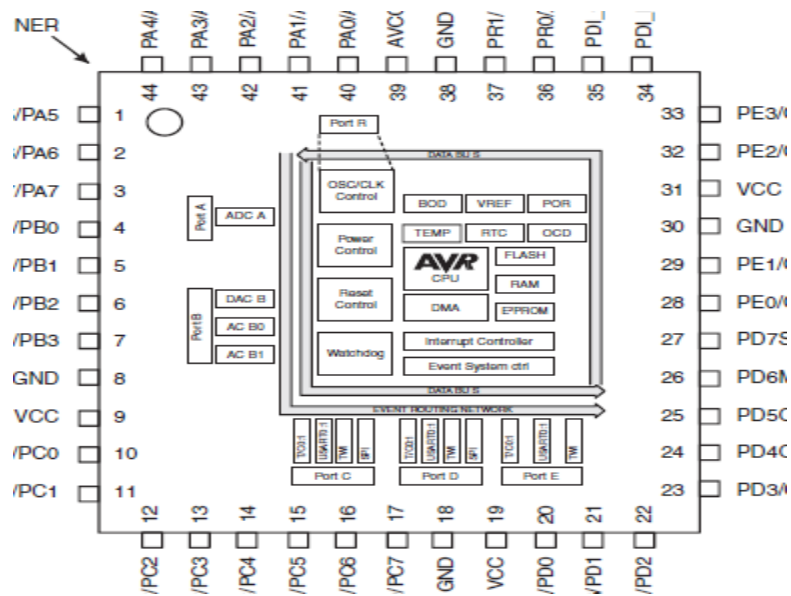 NER
PA4/
PA3/
PA2/
PA1/
PA0/
AVCC
GND
PR1/
PR0/
PDI_
PDI_
44
43
42
41
40
39
38
37
36
35
34
/PA5 1
/PA6 2
/PA7 3
/PB0 4
/PB1 5
/PB2 6
/PB3 7
GND 8
VCC 9
/PC0 10
/PC1 11
33 PE3/
32 PE2/
31 VCC
30 GND
29 PE1/
28 PE0/
27 PD7
26 PD6
25 PD5
24 PD4
23 PD3/
Port R
DATA BUS
OSC/CLK
Control
BOD
VREF
POR
Port A
ADC A
Power
Control
TEMP
RTC
OCD
AVR
CPU
FLASH
RAM
Port B
DAC B
AC B0
AC B1
Reset
Control
DMA
E²PROM
Watchdog
Interrupt Controller
Event System ctrl
DATA BUS
EVENT ROUTING NETWORK
T/C0:1
USART0:1
TWI
SPI
T/C0:1
USART0:1
TWI
SPI
T/C0:1
USART0:1
TWI
Port C
Port D
Port E
12
13
14
15
16
17
18
19
20
21
22
/PC2
/PC3
/PC4
/PC5
/PC6
/PC7
GND
VCC
/PD0
/PD1
/PD2